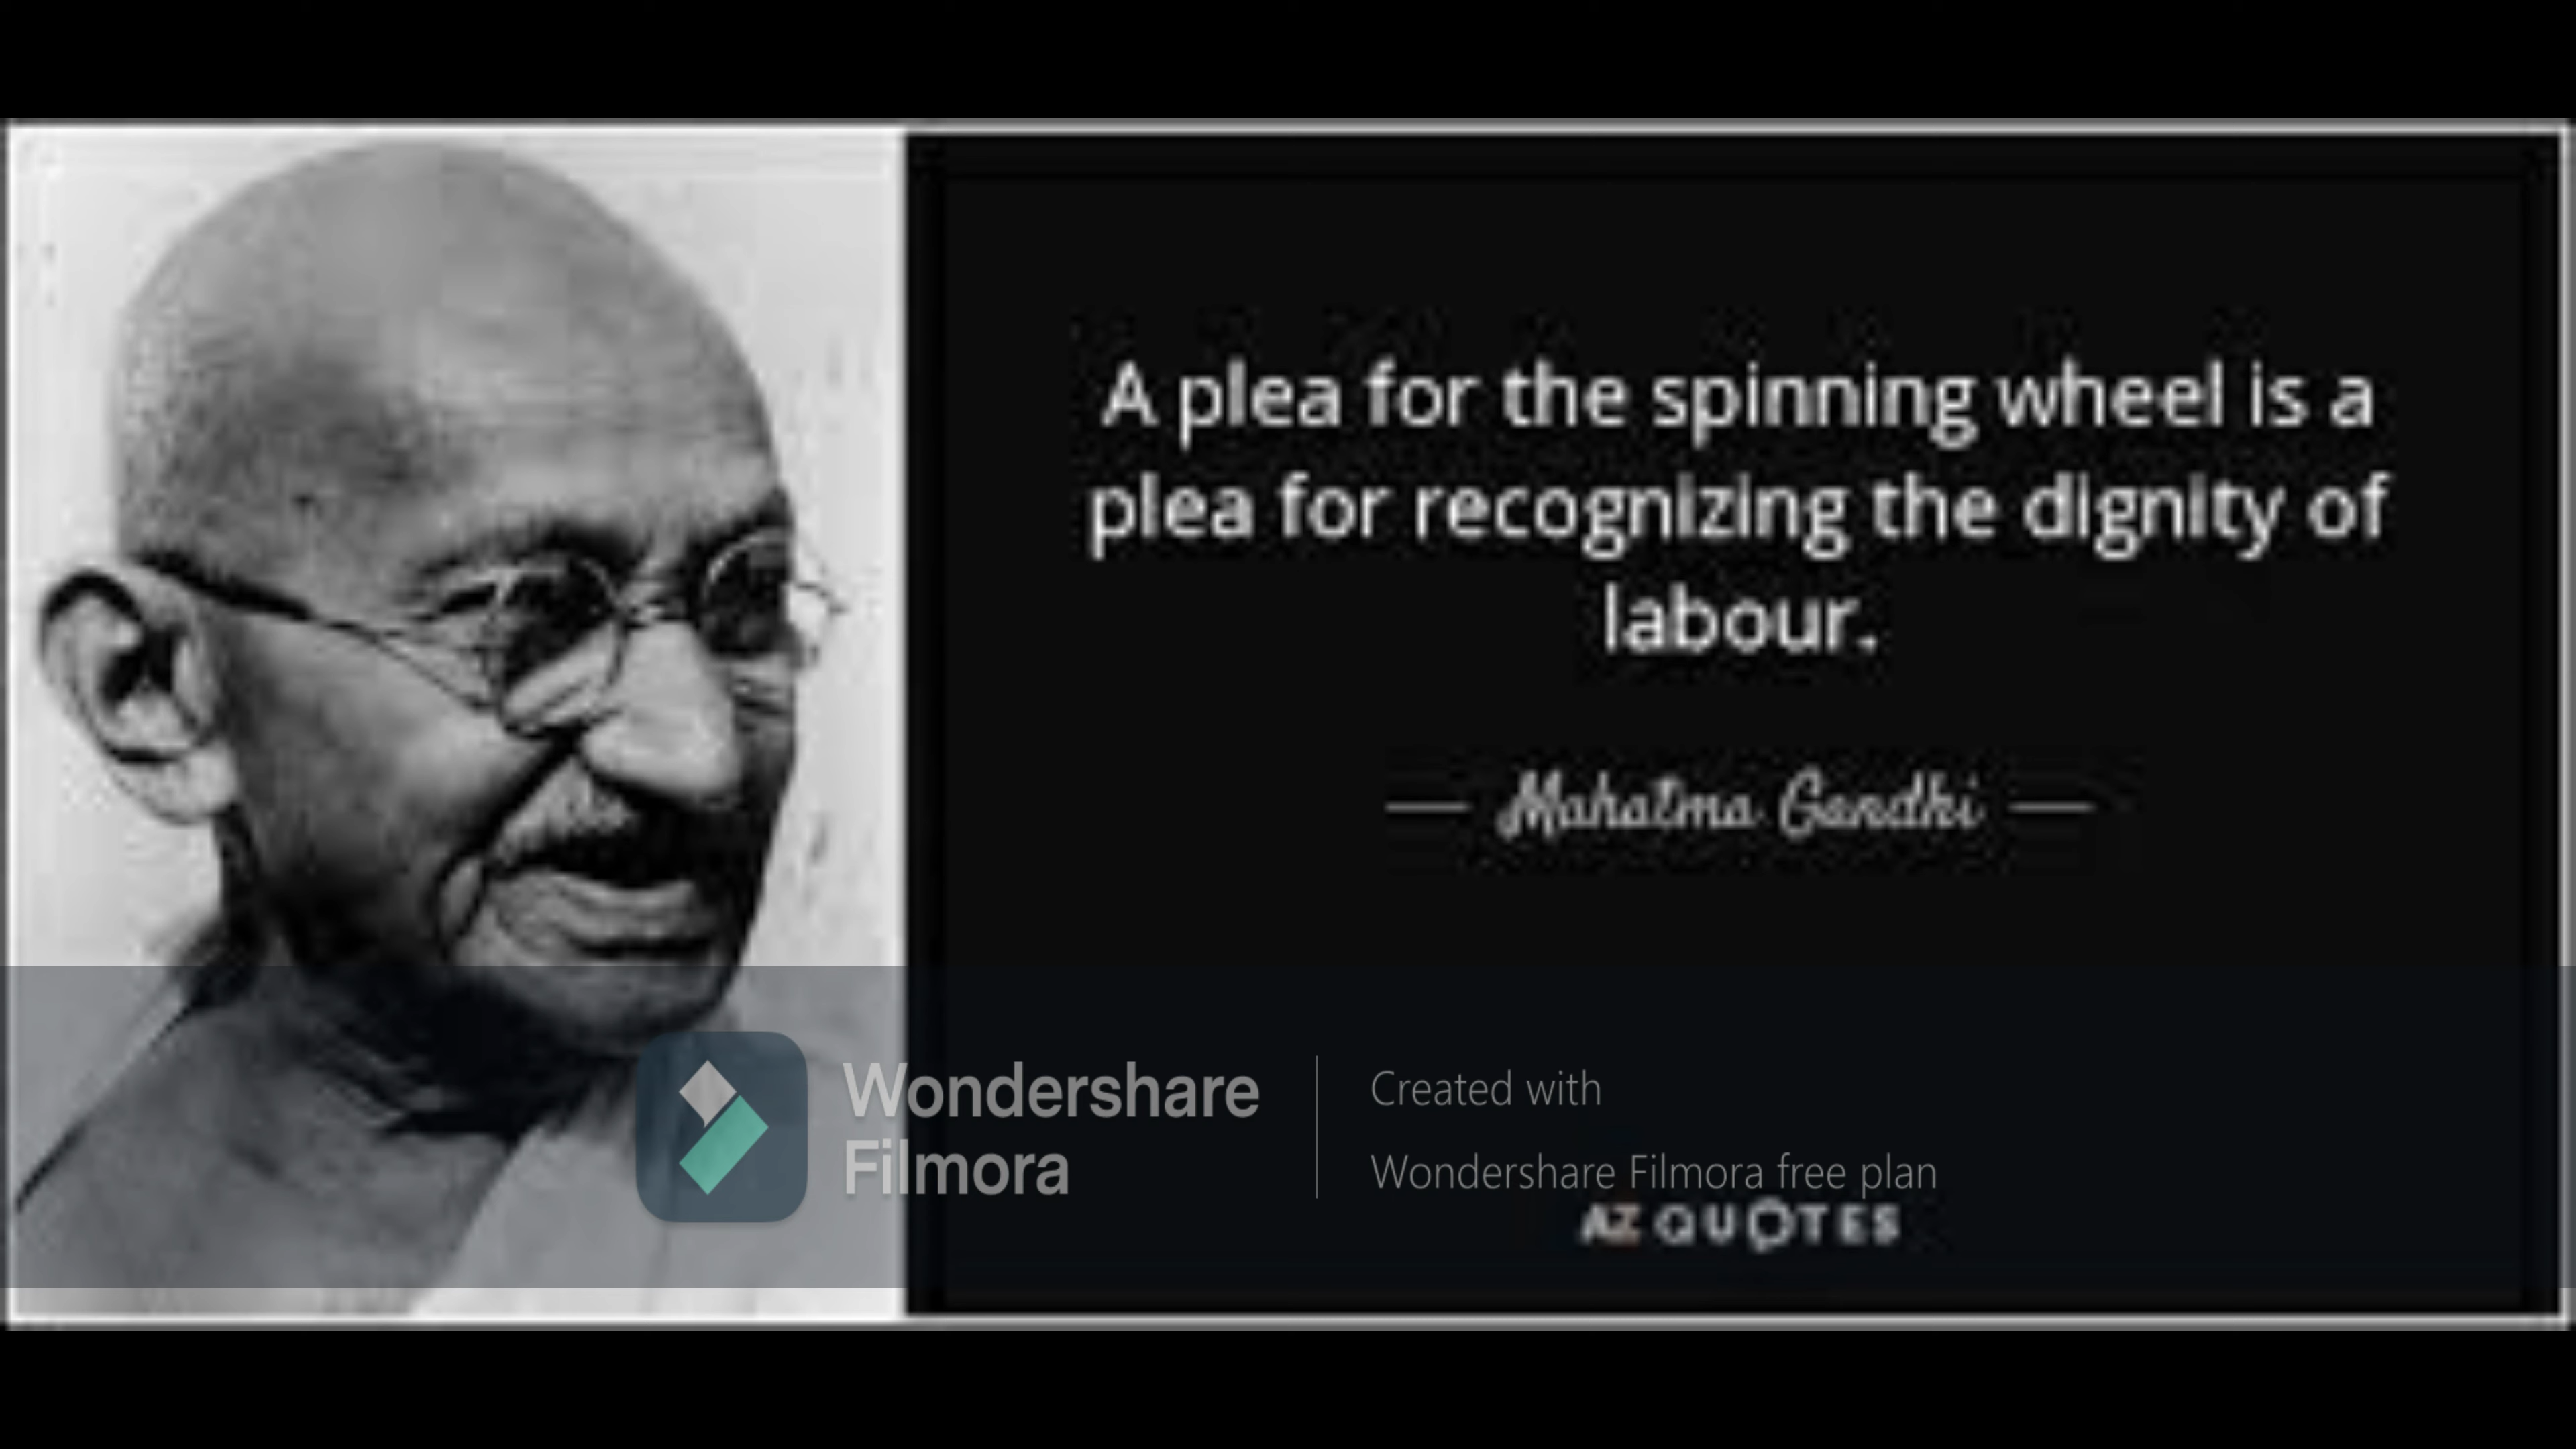 A plea for the spinning wheel is a
plea for recognizing the dignity of
labour.
— Mahatma Gandhi —
Wondershare
Filmora
Created with
Wondershare Filmora free plan
AZ QUOTES